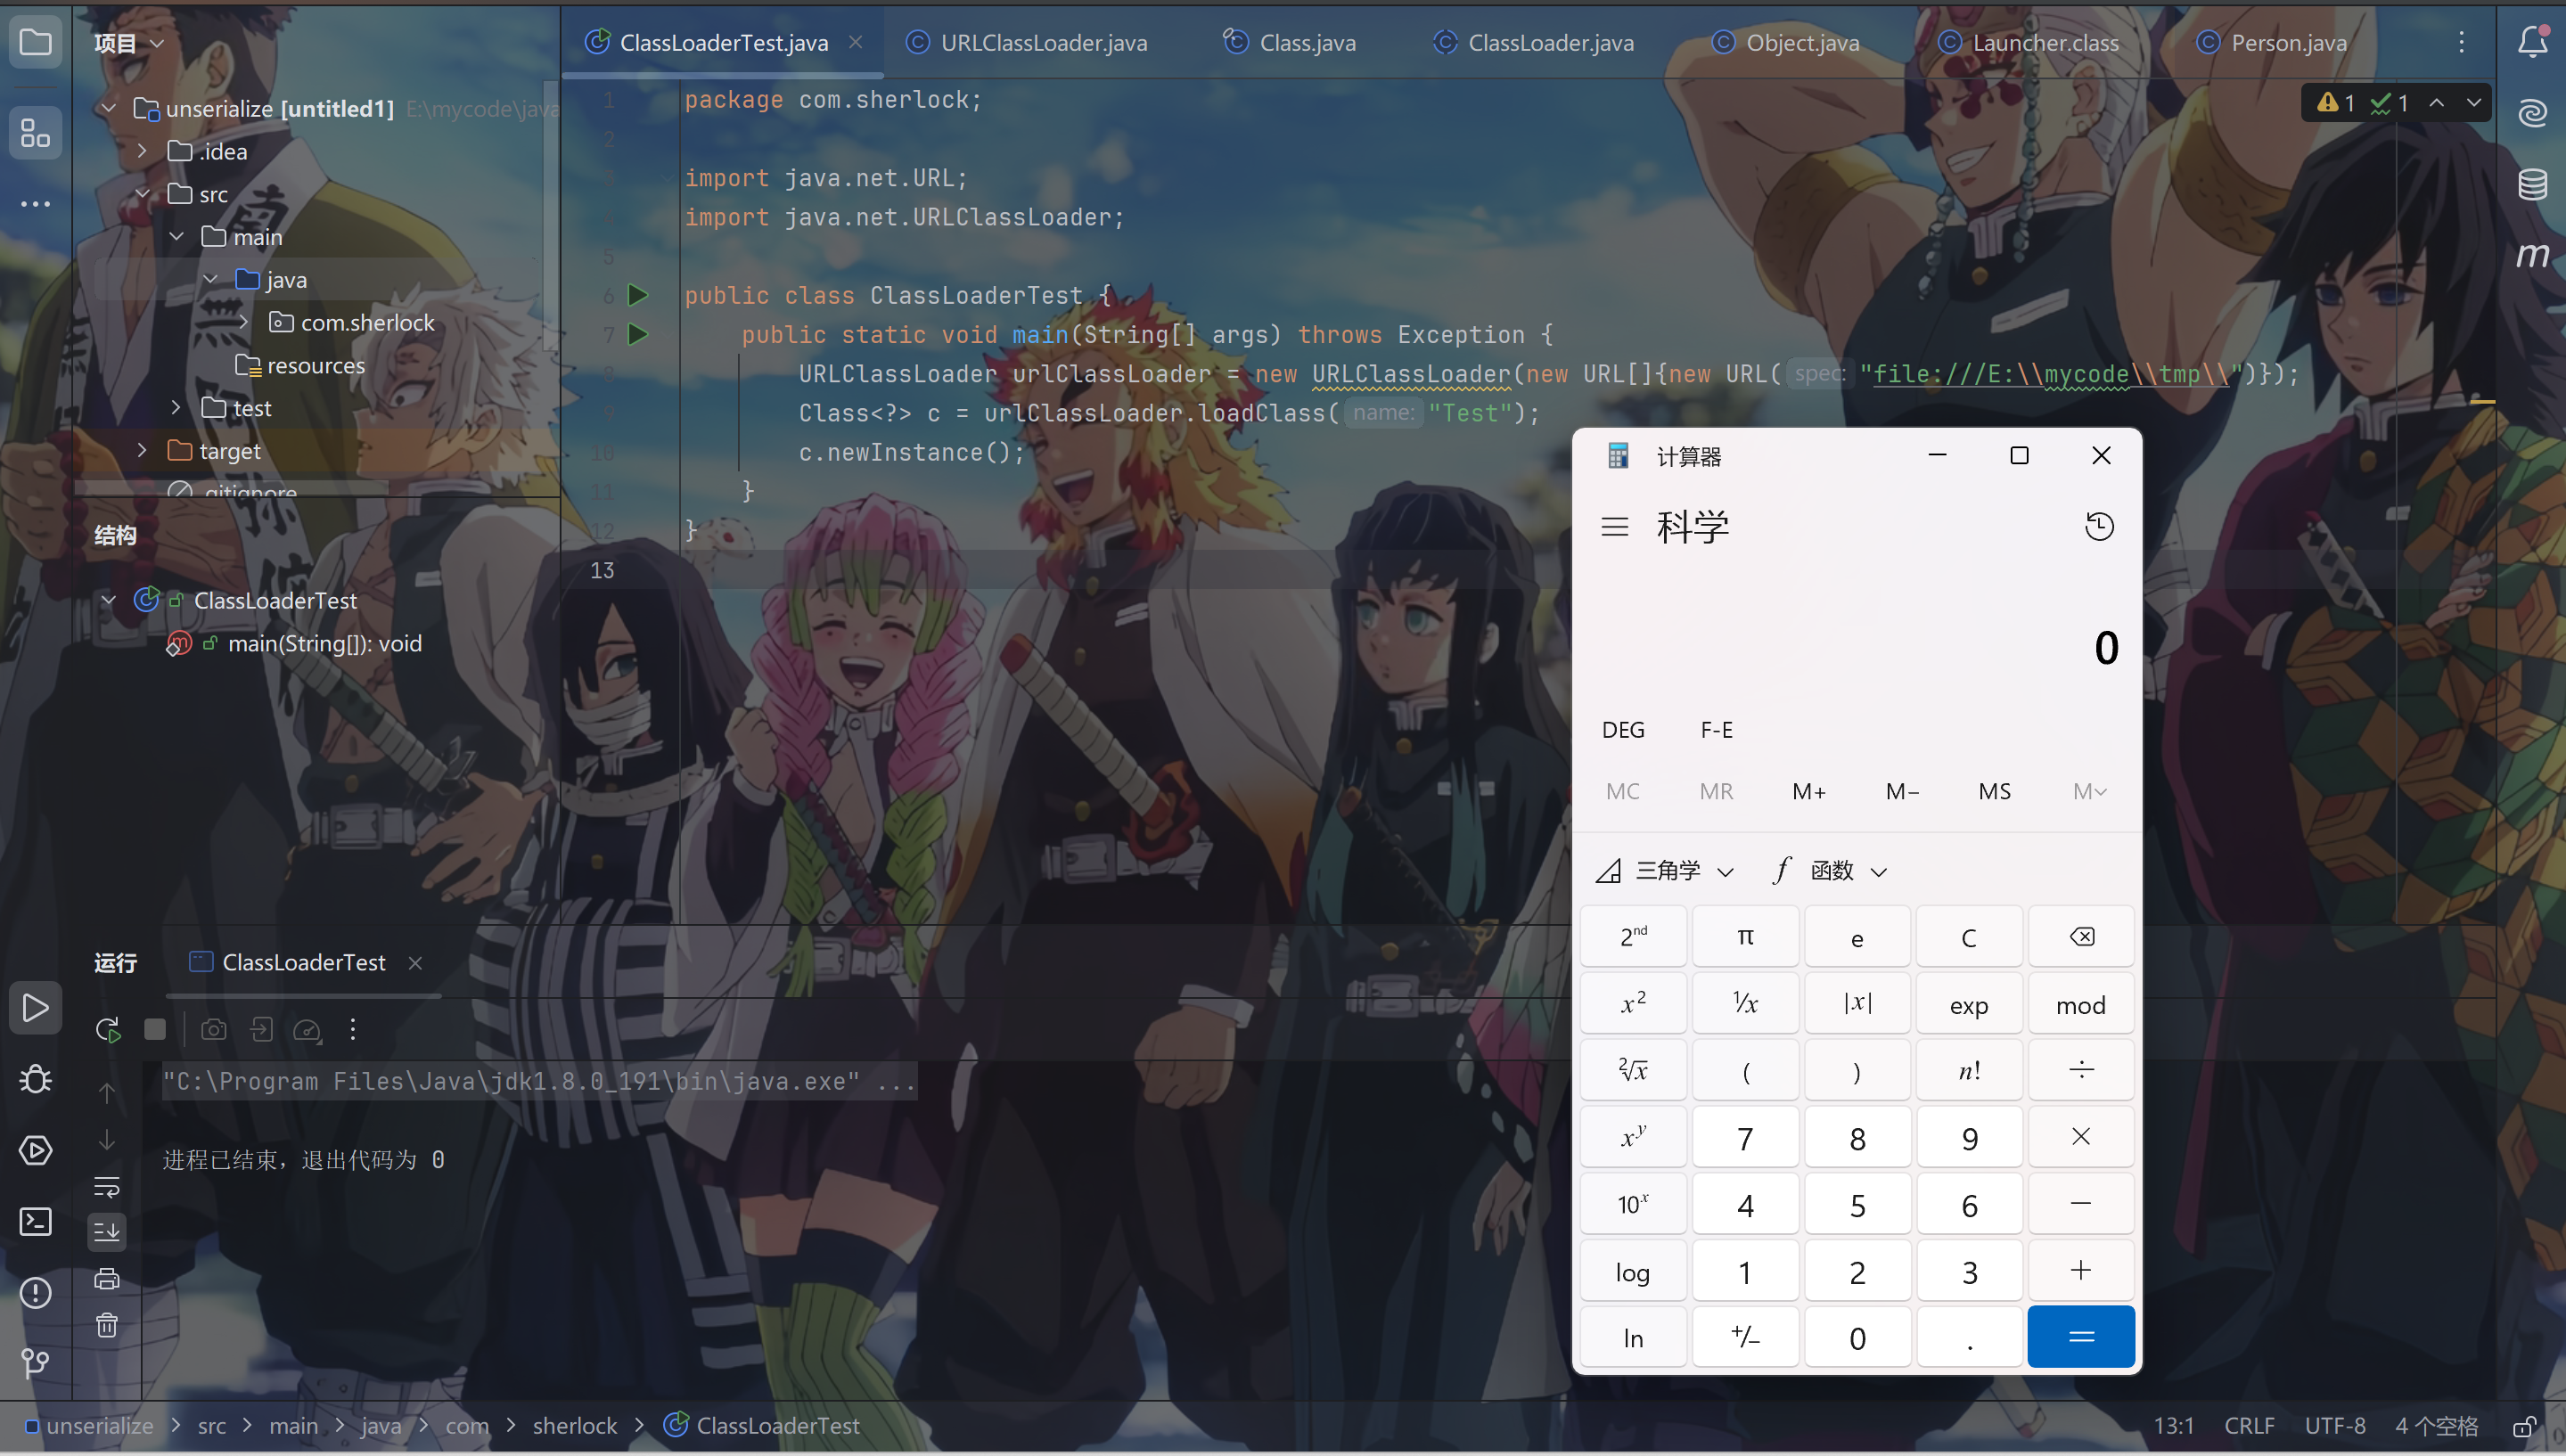 项目
unserialize [untitled1] E:\mycode\java
.idea
src
main
java
com.sherlock
resources
test
target
.gitignore
结构
ClassLoaderTest
main(String[]): void
ClassLoaderTest.java
URLClassLoader.java
Class.java
ClassLoader.java
Object.java
Launcher.class
Person.java
1 1
m
1 package com.sherlock;
2
3 import java.net.URL;
4 import java.net.URLClassLoader;
5
6 public class ClassLoaderTest {
7 public static void main(String[] args) throws Exception {
8 URLClassLoader urlClassLoader = new URLClassLoader(new URL[]{new URL( spec: "file:///E:\\mycode\\tmp\\")});
9 Class<?> c = urlClassLoader.loadClass( name: "Test");
10 c.newInstance();
11 }
12 }
13
计算器
科学
0
DEG F-E
MC MR M+ M− MS M
三角学 f 函数
2nd π e C
x² ¹/x |x| exp mod
²√x ( ) n! ÷
xʸ 7 8 9 ×
10ˣ 4 5 6 −
log 1 2 3 +
ln +/− 0 . =
运行 ClassLoaderTest
"C:\Program Files\Java\jdk1.8.0_191\bin\java.exe" ...
进程已结束，退出代码为 0
unserialize > src > main > java > com > sherlock > ClassLoaderTest
13:1 CRLF UTF-8 4 个空格